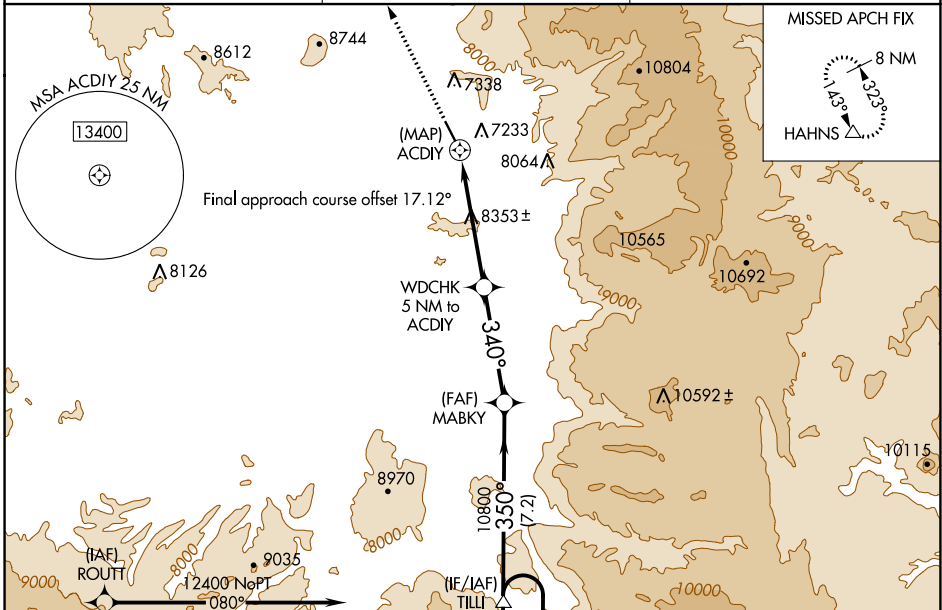 MISSED APCH FIX
8 NM
143°
323°
HAHNS
8612
8744
8000
7338
10804
MSA ACDIY 25 NM
13400
(MAP)
ACDIY
7233
8064
10000
Final approach course offset 17.12°
8353±
10565
9000
10692
8126
WDCHK
5 NM to
ACDIY
9000
340°
(FAF)
MABKY
10592±
8970
10115
10800
350°
(7.2)
8000
8000
9035
(IAF)
ROUTT
9000
12400 NoPT
080°
(IF/IAF)
TILLI
10000